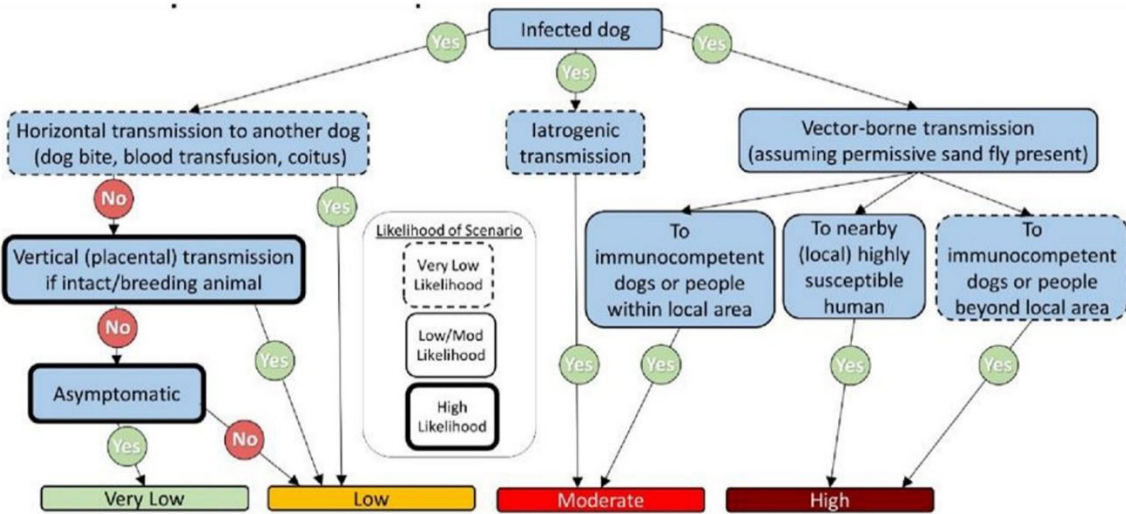 Infected dog
Yes
Yes
Yes
Horizontal transmission to another dog
(dog bite, blood transfusion, coitus)
Iatrogenic
transmission
Vector-borne transmission
(assuming permissive sand fly present)
No
Yes
Vertical (placental) transmission
if intact/breeding animal
Likelihood of Scenario
Very Low
Likelihood
Low/Mod
Likelihood
High
Likelihood
To
immunocompetent
dogs or people
within local area
To nearby
(local) highly
susceptible
human
To
immunocompetent
dogs or people
beyond local area
No
Yes
Yes
Yes
Yes
Yes
Asymptomatic
Yes
No
Very Low
Low
Moderate
High